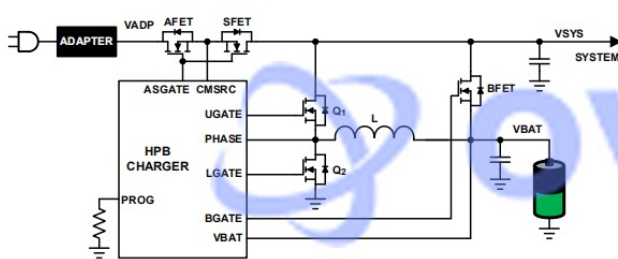 VADP AFET SFET VSYS
ADAPTER
SYSTEM
ASGATE CMSRC
BFET
UGATE Q1
L
VBAT
HPB
CHARGER
PHASE
LGATE Q2
PROG
BGATE
VBAT
OV